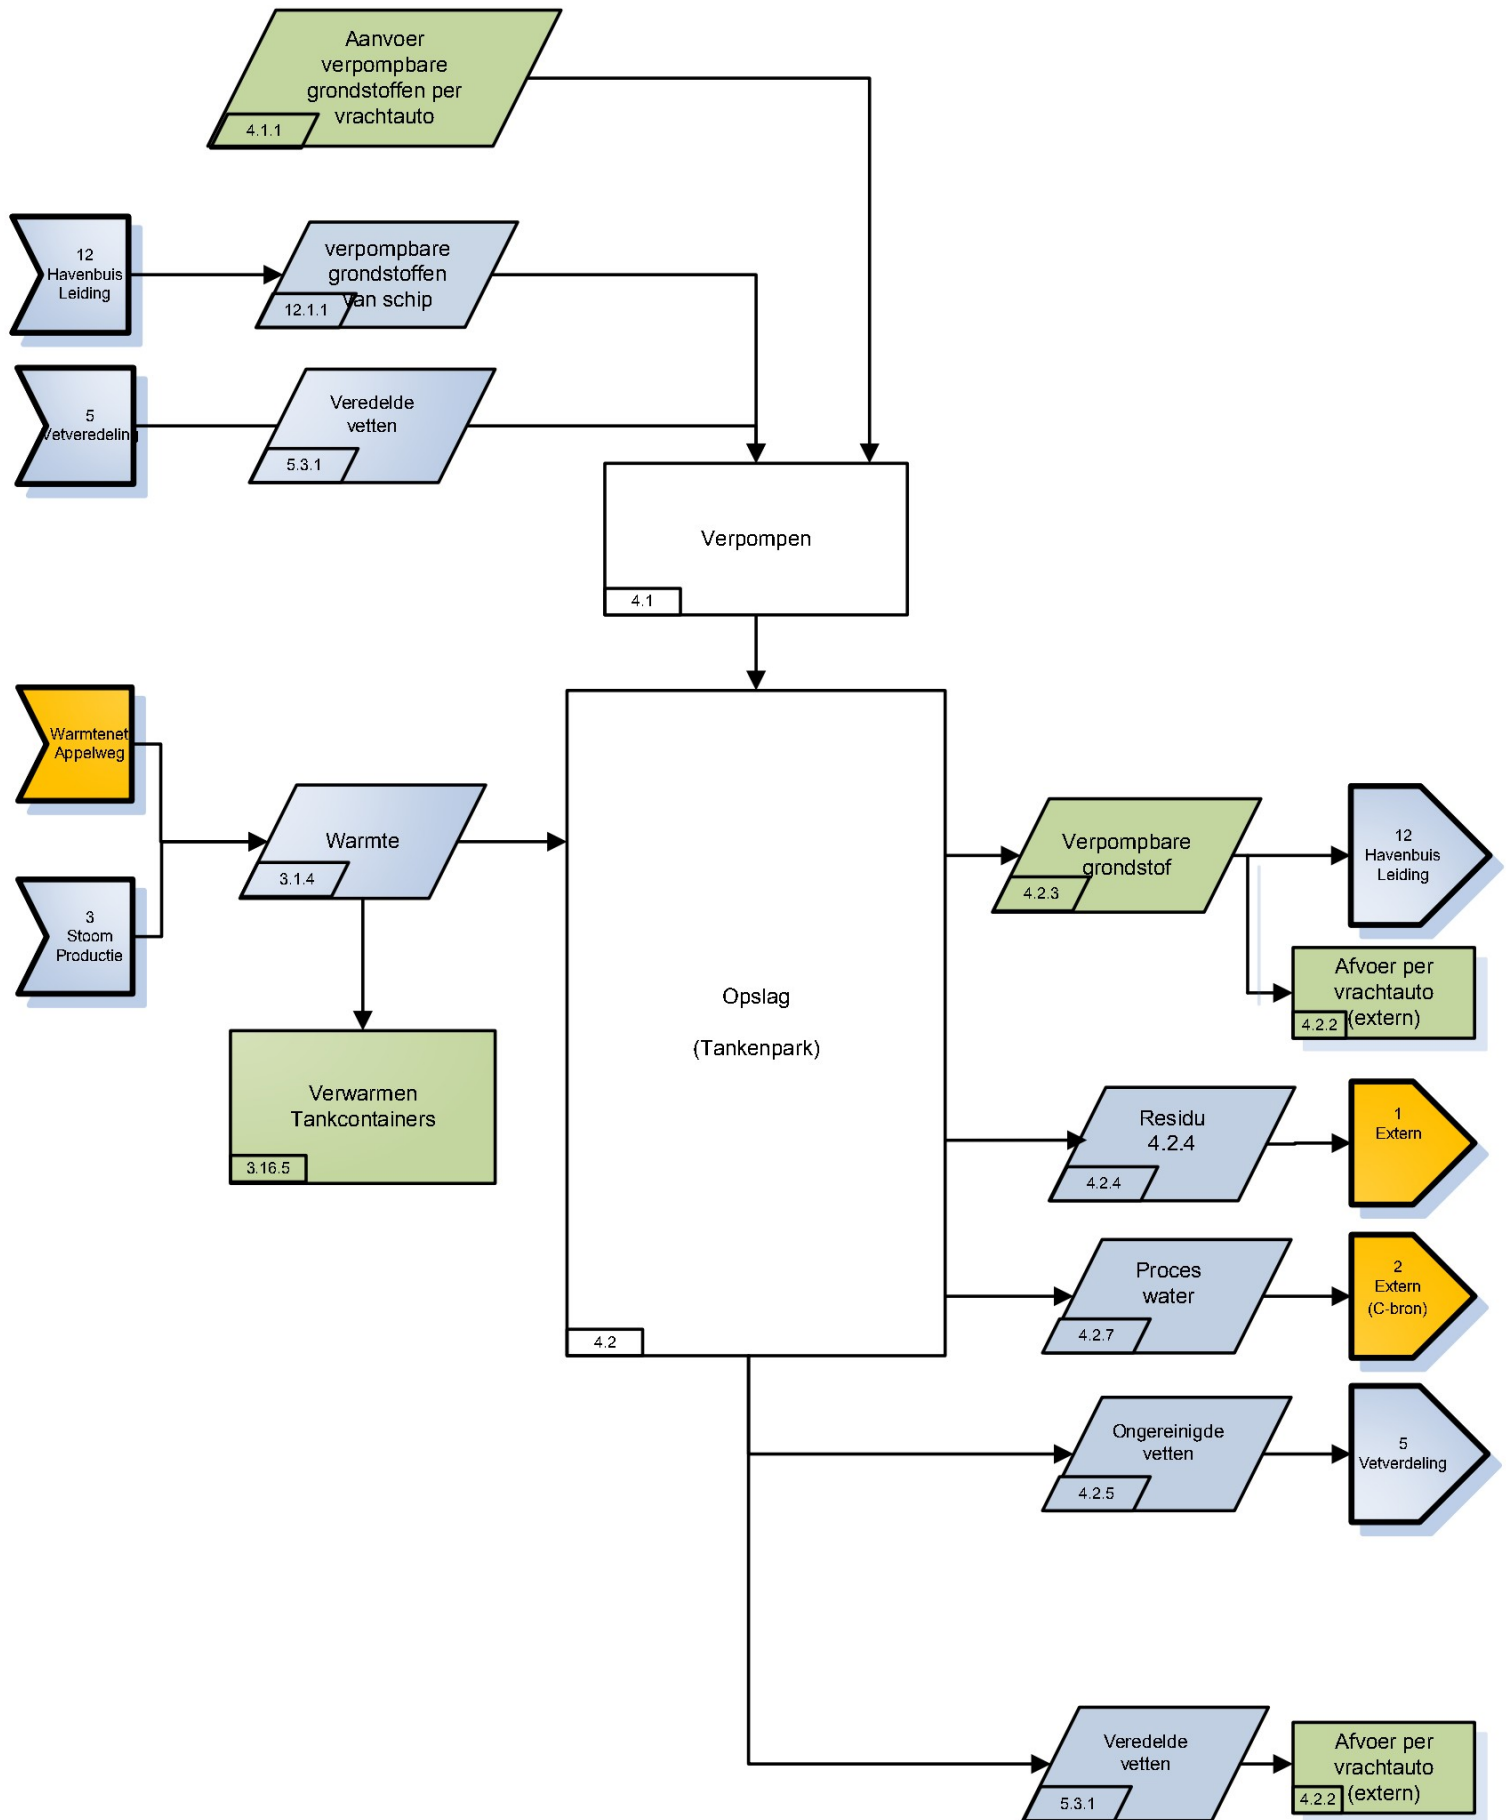 Aanvoer
verpompbare
grondstoffen per
vrachtauto
4.1.1
12
Havenbuis
Leiding
verpompbare
grondstoffen
van schip
12.1.1
5
Vetveredeling
Veredelde
vetten
5.3.1
Verpompen
4.1
Warmtenet
Appelweg
Warmte
3.1.4
3
Stoom
Productie
Verwarmen
Tankcontainers
3.16.5
Opslag
(Tankenpark)
4.2
Verpompbare
grondstof
4.2.3
12
Havenbuis
Leiding
Afvoer per
vrachtauto
(extern)
4.2.2
Residu
4.2.4
4.2.4
1
Extern
Proces
water
4.2.7
2
Extern
(C-bron)
Ongereinigde
vetten
4.2.5
5
Vetverdeling
Veredelde
vetten
5.3.1
Afvoer per
vrachtauto
(extern)
4.2.2